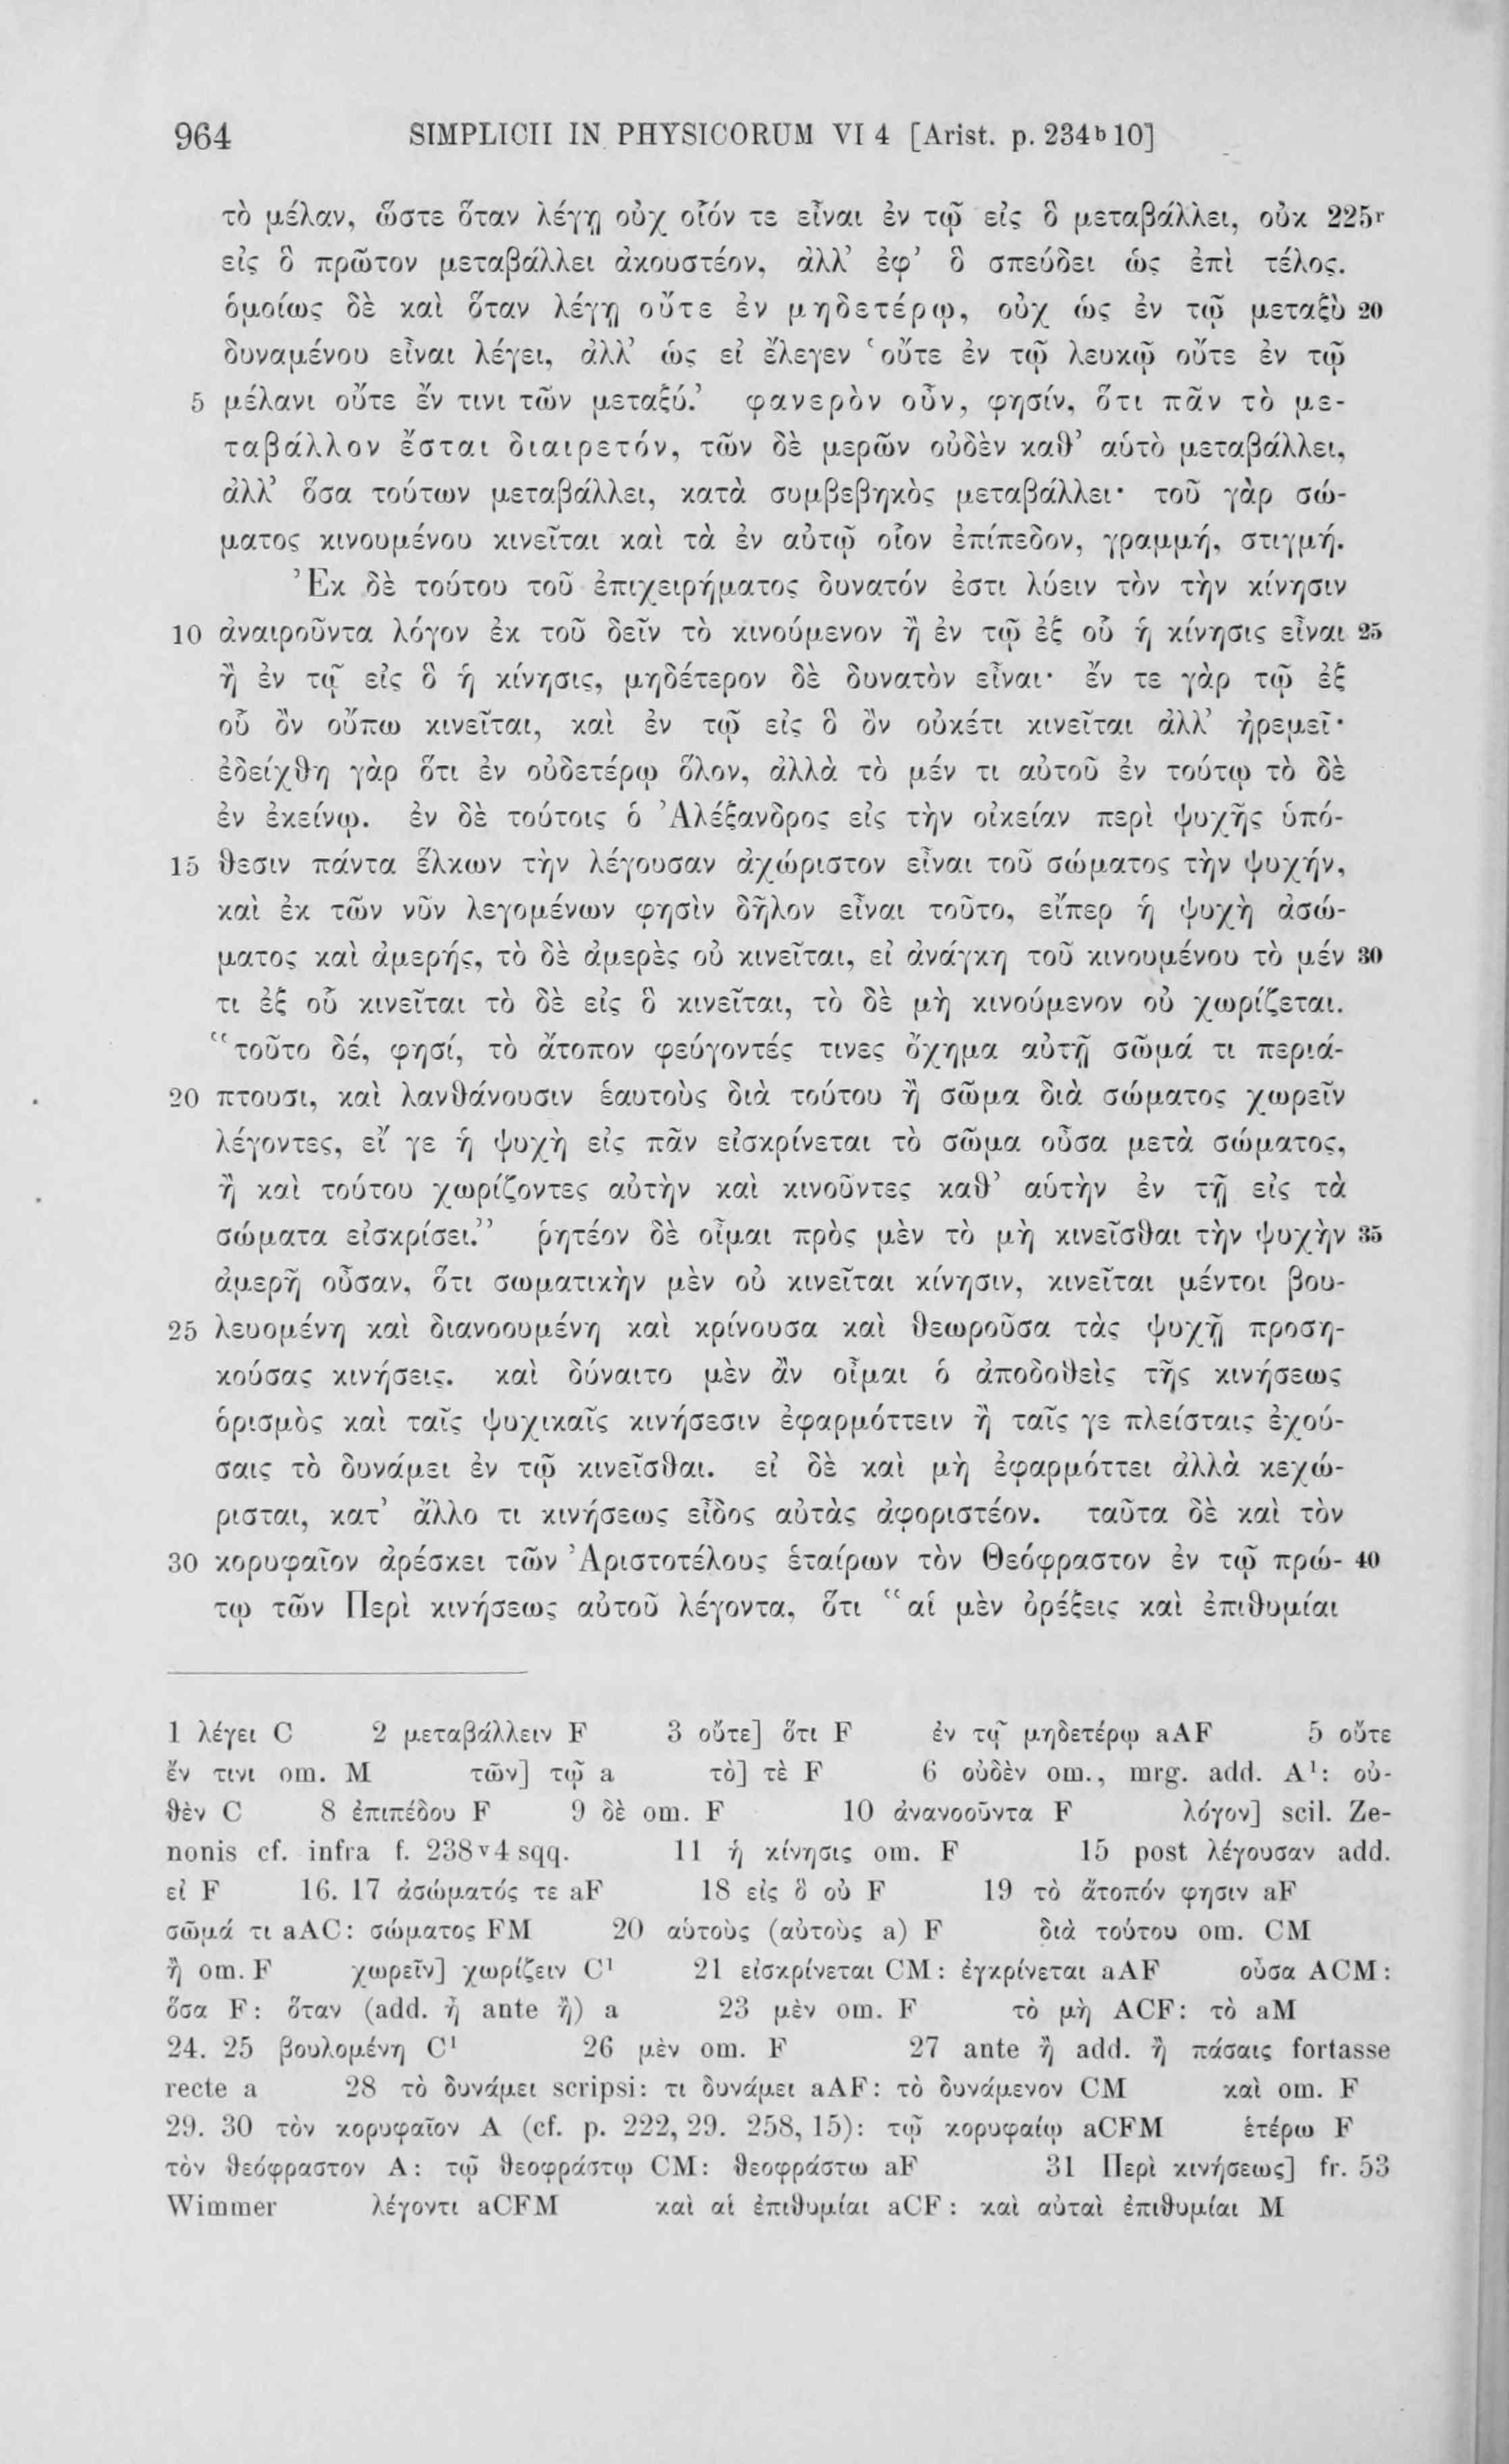 964 SIMPLICII IN PHYSICORUM VI 4 [Arist. p. 234ᵇ10]
τὸ μέλαν, ὥστε ὅταν λέγῃ οὐχ οἷόν τε εἶναι ἐν τῷ εἰς ὃ μεταβάλλει, οὐκ 225ʳ
εἰς ὃ πρῶτον μεταβάλλει ἀκουστέον, ἀλλ' ἐφ' ὃ σπεύδει ὡς ἐπὶ τέλος.
ὁμοίως δὲ καὶ ὅταν λέγῃ οὔτε ἐν μηδετέρῳ, οὐχ ὡς ἐν τῷ μεταξὺ 20
δυναμένου εἶναι λέγει, ἀλλ' ὡς εἰ ἔλεγεν ‘οὔτε ἐν τῷ λευκῷ οὔτε ἐν τῷ
5 μέλανι οὔτε ἔν τινι τῶν μεταξύ.’ φανερὸν οὖν, φησίν, ὅτι πᾶν τὸ με-
ταβάλλον ἔσται διαιρετόν, τῶν δὲ μερῶν οὐδὲν καθ' αὑτὸ μεταβάλλει,
ἀλλ' ὅσα τούτων μεταβάλλει, κατὰ συμβεβηκὸς μεταβάλλει· τοῦ γὰρ σώ-
ματος κινουμένου κινεῖται καὶ τὰ ἐν αὐτῷ οἷον ἐπίπεδον, γραμμή, στιγμή.
Ἐκ δὲ τούτου τοῦ ἐπιχειρήματος δυνατόν ἐστι λύειν τὸν τὴν κίνησιν
10 ἀναιροῦντα λόγον ἐκ τοῦ δεῖν τὸ κινούμενον ἢ ἐν τῷ ἐξ οὗ ἡ κίνησις εἶναι 25
ἢ ἐν τῷ εἰς ὃ ἡ κίνησις, μηδέτερον δὲ δυνατὸν εἶναι· ἔν τε γὰρ τῷ ἐξ
οὗ ὂν οὔπω κινεῖται, καὶ ἐν τῷ εἰς ὃ ὂν οὐκέτι κινεῖται ἀλλ' ἠρεμεῖ·
ἐδείχθη γὰρ ὅτι ἐν οὐδετέρῳ ὅλον, ἀλλὰ τὸ μέν τι αὐτοῦ ἐν τούτῳ τὸ δὲ
ἐν ἐκείνῳ. ἐν δὲ τούτοις ὁ Ἀλέξανδρος εἰς τὴν οἰκείαν περὶ ψυχῆς ὑπό-
15 θεσιν πάντα ἕλκων τὴν λέγουσαν ἀχώριστον εἶναι τοῦ σώματος τὴν ψυχήν,
καὶ ἐκ τῶν νῦν λεγομένων φησὶν δῆλον εἶναι τοῦτο, εἴπερ ἡ ψυχὴ ἀσώ-
ματος καὶ ἀμερής, τὸ δὲ ἀμερὲς οὐ κινεῖται, εἰ ἀνάγκη τοῦ κινουμένου τὸ μέν 30
τι ἐξ οὗ κινεῖται τὸ δὲ εἰς ὃ κινεῖται, τὸ δὲ μὴ κινούμενον οὐ χωρίζεται.
“τοῦτο δέ, φησί, τὸ ἄτοπον φεύγοντές τινες ὄχημα αὐτῇ σῶμά τι περιά-
20 πτουσι, καὶ λανθάνουσιν ἑαυτοὺς διὰ τούτου ἢ σῶμα διὰ σώματος χωρεῖν
λέγοντες, εἴ γε ἡ ψυχὴ εἰς πᾶν εἰσκρίνεται τὸ σῶμα οὖσα μετὰ σώματος,
ἢ καὶ τούτου χωρίζοντες αὐτὴν καὶ κινοῦντες καθ' αὑτὴν ἐν τῇ εἰς τὰ
σώματα εἰσκρίσει.” ῥητέον δὲ οἶμαι πρὸς μὲν τὸ μὴ κινεῖσθαι τὴν ψυχὴν 35
ἀμερῆ οὖσαν, ὅτι σωματικὴν μὲν οὐ κινεῖται κίνησιν, κινεῖται μέντοι βου-
25 λευομένη καὶ διανοουμένη καὶ κρίνουσα καὶ θεωροῦσα τὰς ψυχῇ προση-
κούσας κινήσεις. καὶ δύναιτο μὲν ἂν οἶμαι ὁ ἀποδοθεὶς τῆς κινήσεως
ὁρισμὸς καὶ ταῖς ψυχικαῖς κινήσεσιν ἐφαρμόττειν ἢ ταῖς γε πλείσταις ἐχού-
σαις τὸ δυνάμει ἐν τῷ κινεῖσθαι. εἰ δὲ καὶ μὴ ἐφαρμόττει ἀλλὰ κεχώ-
ρισται, κατ' ἄλλο τι κινήσεως εἶδος αὐτὰς ἀφοριστέον. ταῦτα δὲ καὶ τὸν
30 κορυφαῖον ἀρέσκει τῶν Ἀριστοτέλους ἑταίρων τὸν Θεόφραστον ἐν τῷ πρώ- 40
τῳ τῶν Περὶ κινήσεως αὐτοῦ λέγοντα, ὅτι “αἱ μὲν ὀρέξεις καὶ ἐπιθυμίαι
1 λέγει C 2 μεταβάλλειν F 3 οὔτε] ὅτι F ἐν τῷ μηδετέρῳ aAF 5 οὔτε
ἔν τινι om. M τῶν] τῷ a τὸ] τὲ F 6 οὐδὲν om., mrg. add. A¹: οὐ-
θὲν C 8 ἐπιπέδου F 9 δὲ om. F 10 ἀνανοοῦντα F λόγον] scil. Ze-
nonis cf. infra f. 238ᵛ4 sqq. 11 ἡ κίνησις om. F 15 post λέγουσαν add.
εἰ F 16. 17 ἀσώματός τε aF 18 εἰς ὃ οὐ F 19 τὸ ἄτοπόν φησιν aF
σῶμά τι aAC: σώματος FM 20 αὑτοὺς (αὐτοὺς a) F διὰ τούτου om. CM
ἢ om. F χωρεῖν] χωρίζειν C¹ 21 εἰσκρίνεται CM: ἐγκρίνεται aAF οὖσα ACM:
ὅσα F: ὅταν (add. ἢ ante ἢ) a 23 μὲν om. F τὸ μὴ ACF: τὸ aM
24. 25 βουλομένη C¹ 26 μὲν om. F 27 ante ἢ add. ἢ πάσαις fortasse
recte a 28 τὸ δυνάμει scripsi: τι δυνάμει aAF: τὸ δυνάμενον CM καὶ om. F
29. 30 τὸν κορυφαῖον A (cf. p. 222, 29. 258, 15): τῷ κορυφαίῳ aCFM ἑτέρω F
τὸν θεόφραστον A: τῷ θεοφράστῳ CM: θεοφράστω aF 31 Περὶ κινήσεως] fr. 53
Wimmer λέγοντι aCFM καὶ αἱ ἐπιθυμίαι aCF: καὶ αὐταὶ ἐπιθυμίαι M